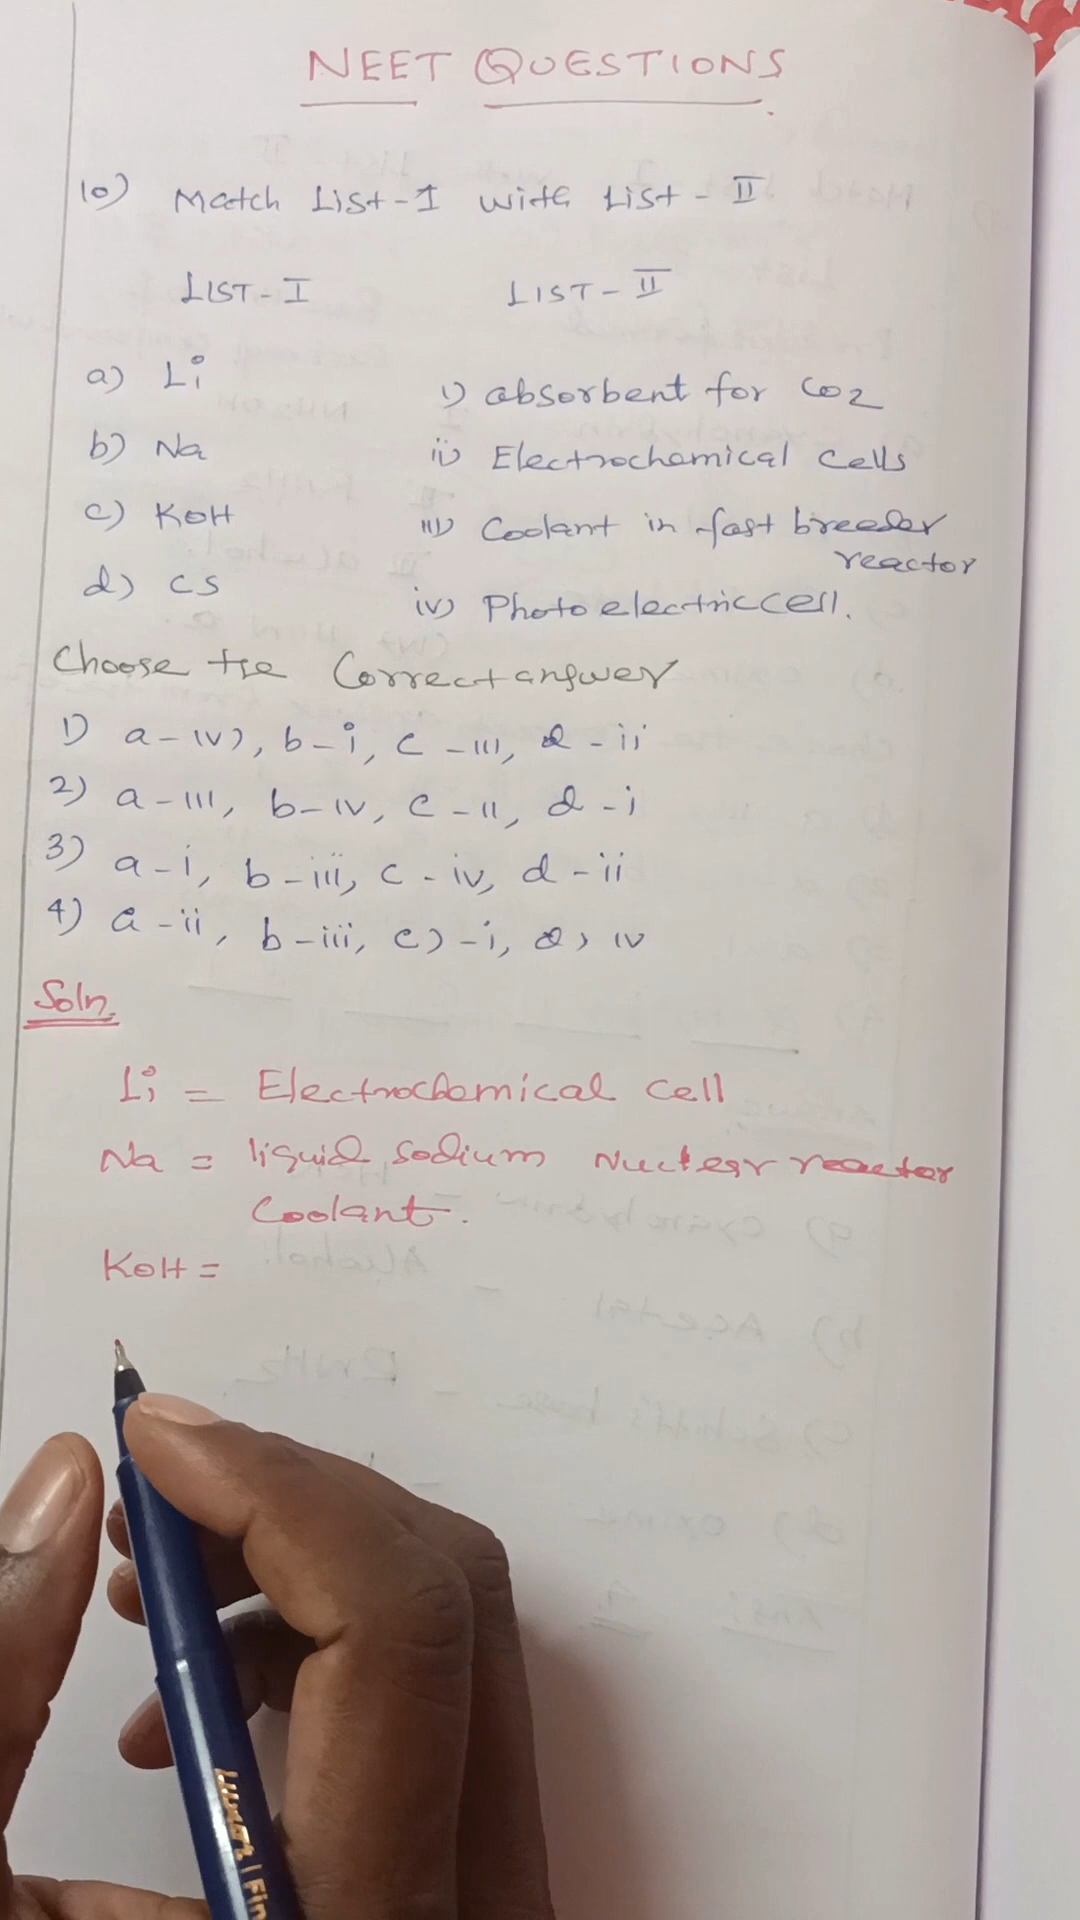 NEET QUESTIONS
10) Match List-I with List-II
LIST-I LIST-II
a) Li i) absorbent for CO2
b) Na ii) Electrochemical cells
c) KOH iii) Coolant in fast breeder reactor
d) Cs iv) Photo electric cell.
Choose the Correct answer
1) a-iv), b-i, c-iii, d-ii
2) a-iii, b-iv, c-ii, d-i
3) a-i, b-iii, c-iv, d-ii
4) a-ii, b-iii, c)-i, d) iv
Soln.
Li = Electrochemical cell
Na = liquid sodium Nuclear reactor
Coolant.
KOH =